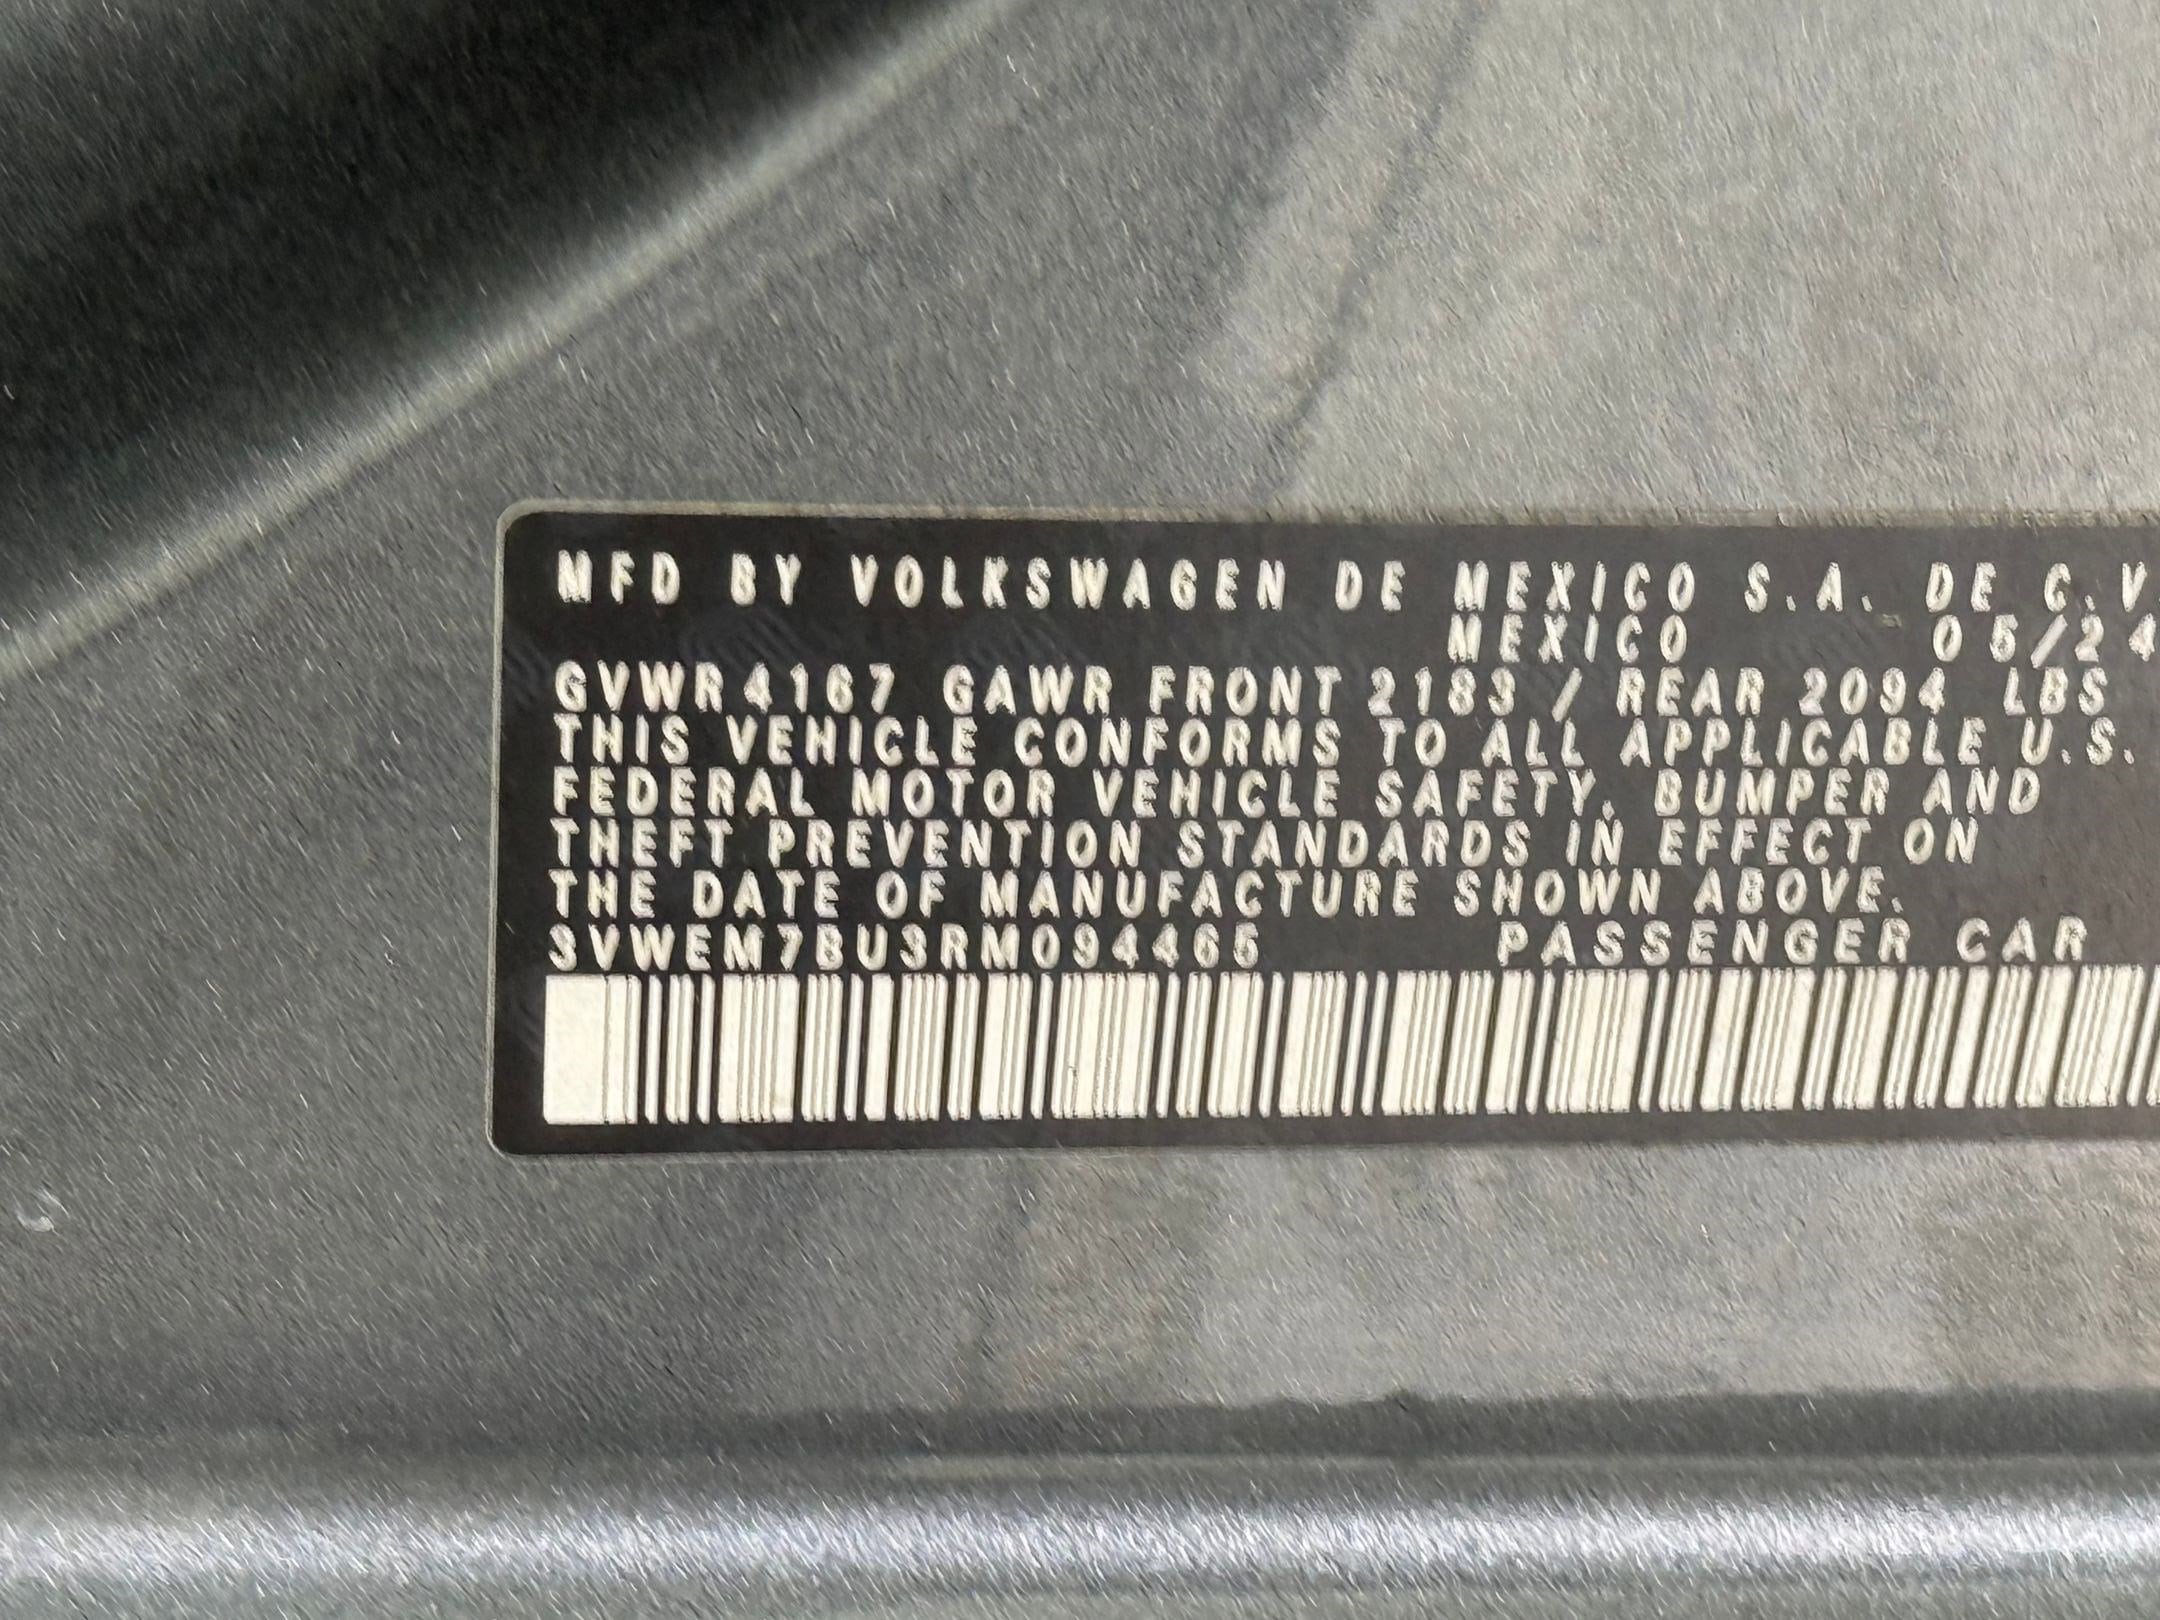 MFD BY VOLKSWAGEN DE MEXICO S.A. DE C.V
MEXICO 05/24
GVWR 4167 GAWR FRONT 2183 / REAR 2094 LBS
THIS VEHICLE CONFORMS TO ALL APPLICABLE U.S.
FEDERAL MOTOR VEHICLE SAFETY, BUMPER AND
THEFT PREVENTION STANDARDS IN EFFECT ON
THE DATE OF MANUFACTURE SHOWN ABOVE.
3VWEM7BU3RM094465 PASSENGER CAR